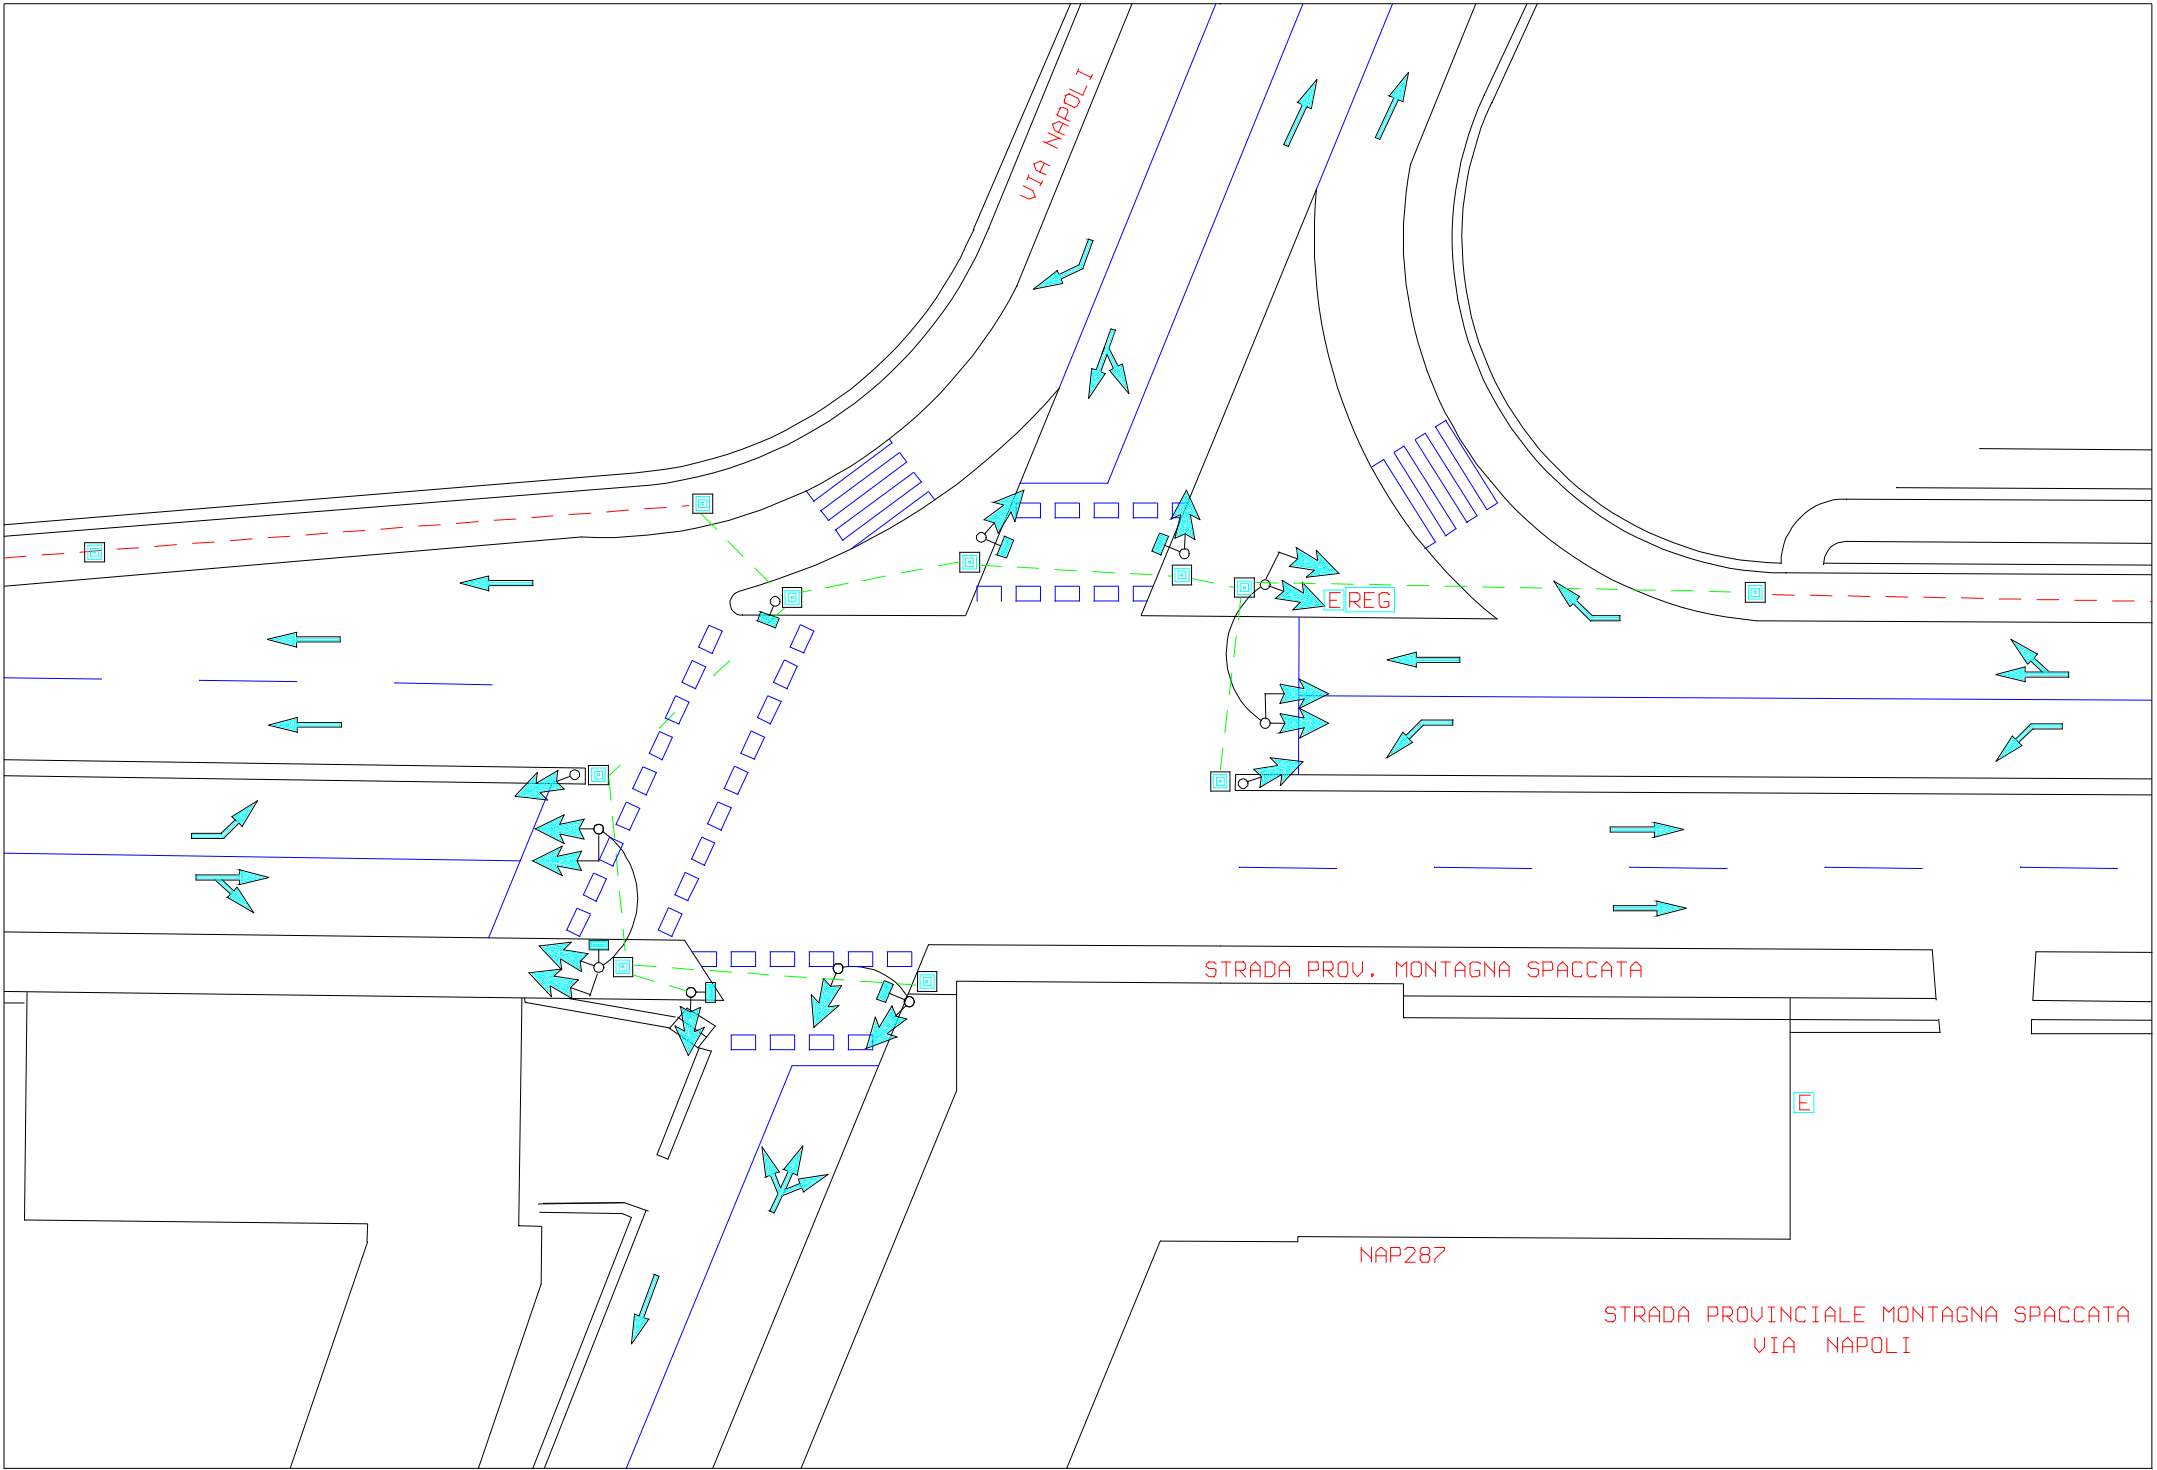 VIA NAPOLI
E REG
STRADA PROV. MONTAGNA SPACCATA
E
NAP287
STRADA PROVINCIALE MONTAGNA SPACCATA
VIA NAPOLI